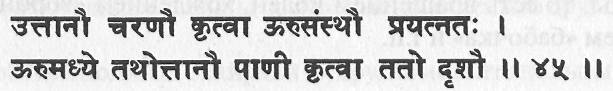 उत्तानौ चरणौ कृत्वा ऊरुसंस्थौ प्रयत्नतः ।
ऊरुमध्ये तथोत्तानौ पाणी कृत्वा ततो दृशौ ॥ ४५ ॥